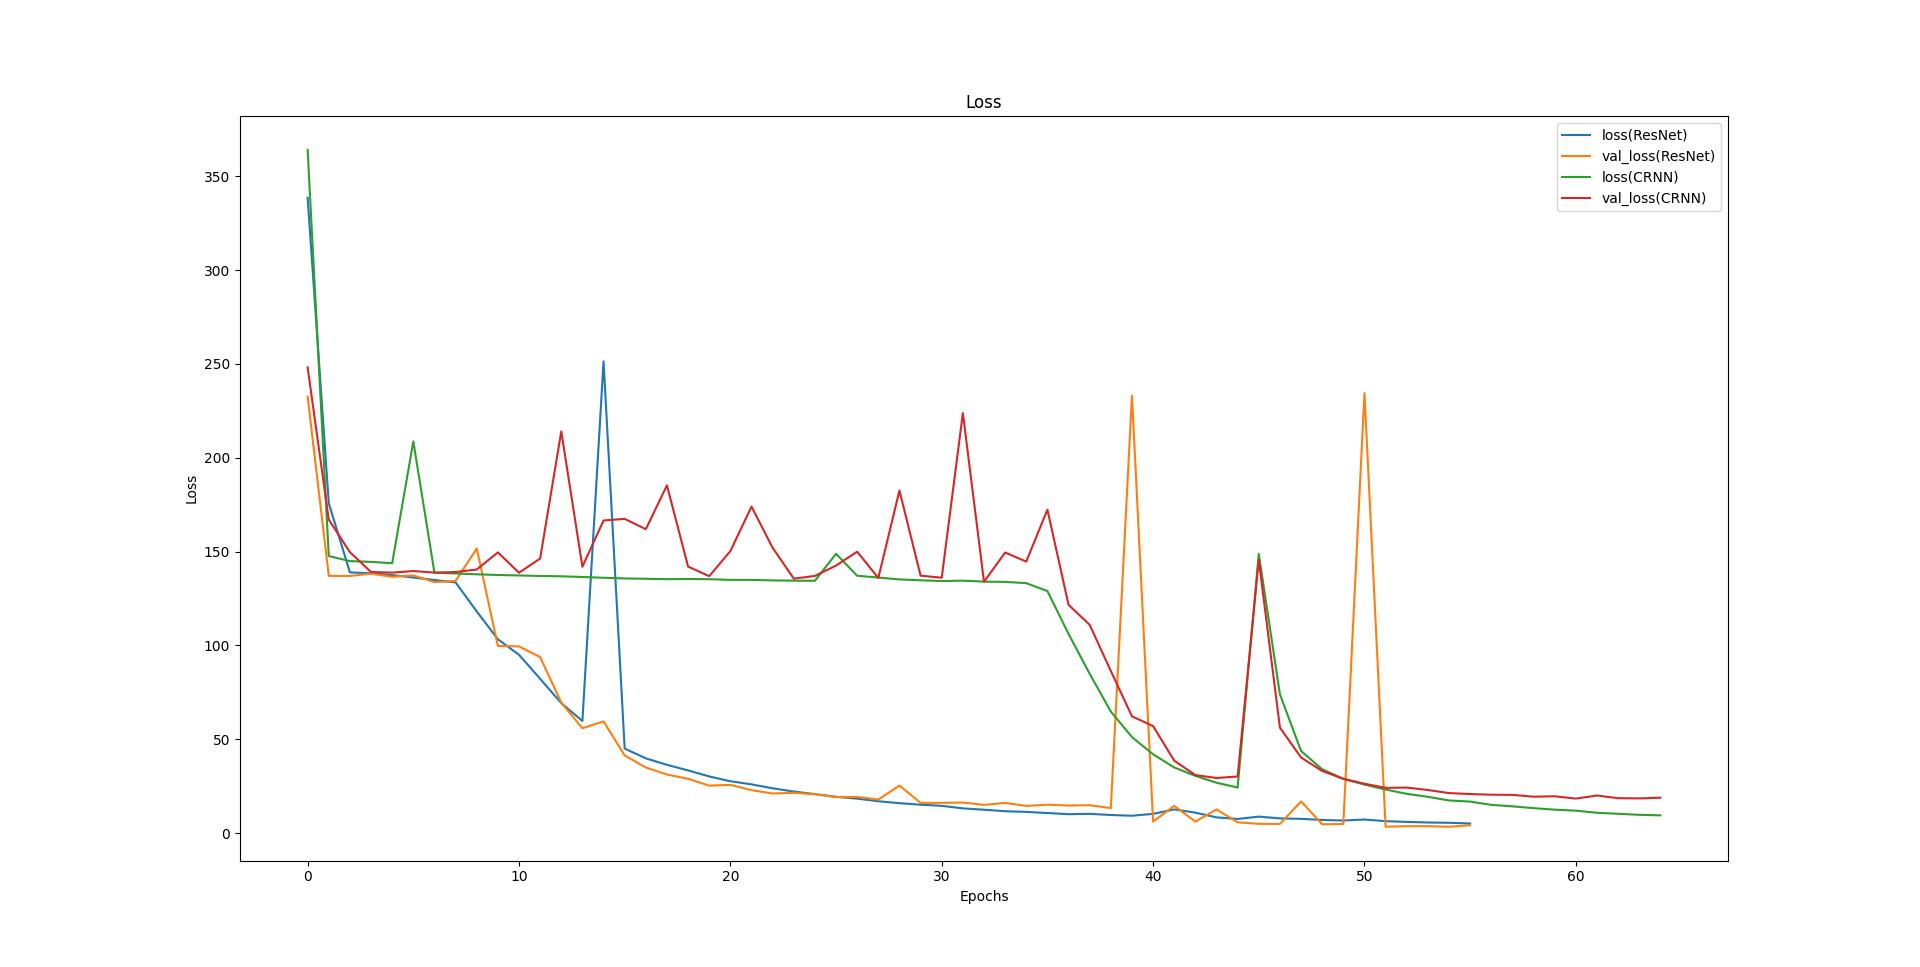 Loss
loss(ResNet)
val_loss(ResNet)
loss(CRNN)
val_loss(CRNN)
350
300
250
200
150
100
50
0
Loss
0 10 20 30 40 50 60
Epochs